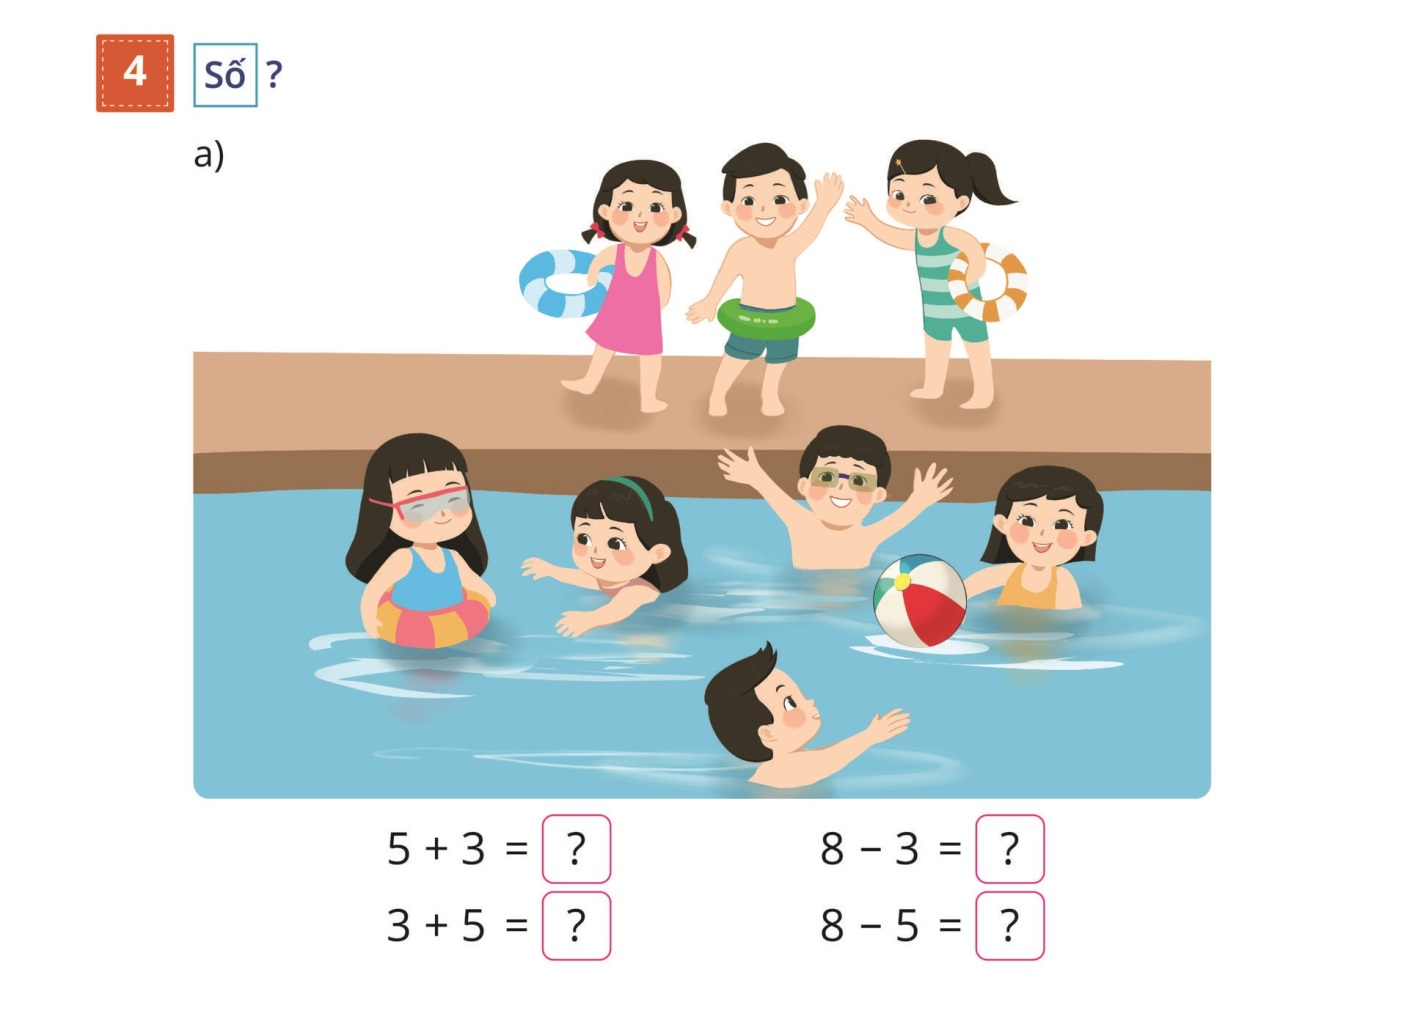 4 Số ?
a)
5 + 3 = ? 8 – 3 = ?
3 + 5 = ? 8 – 5 = ?